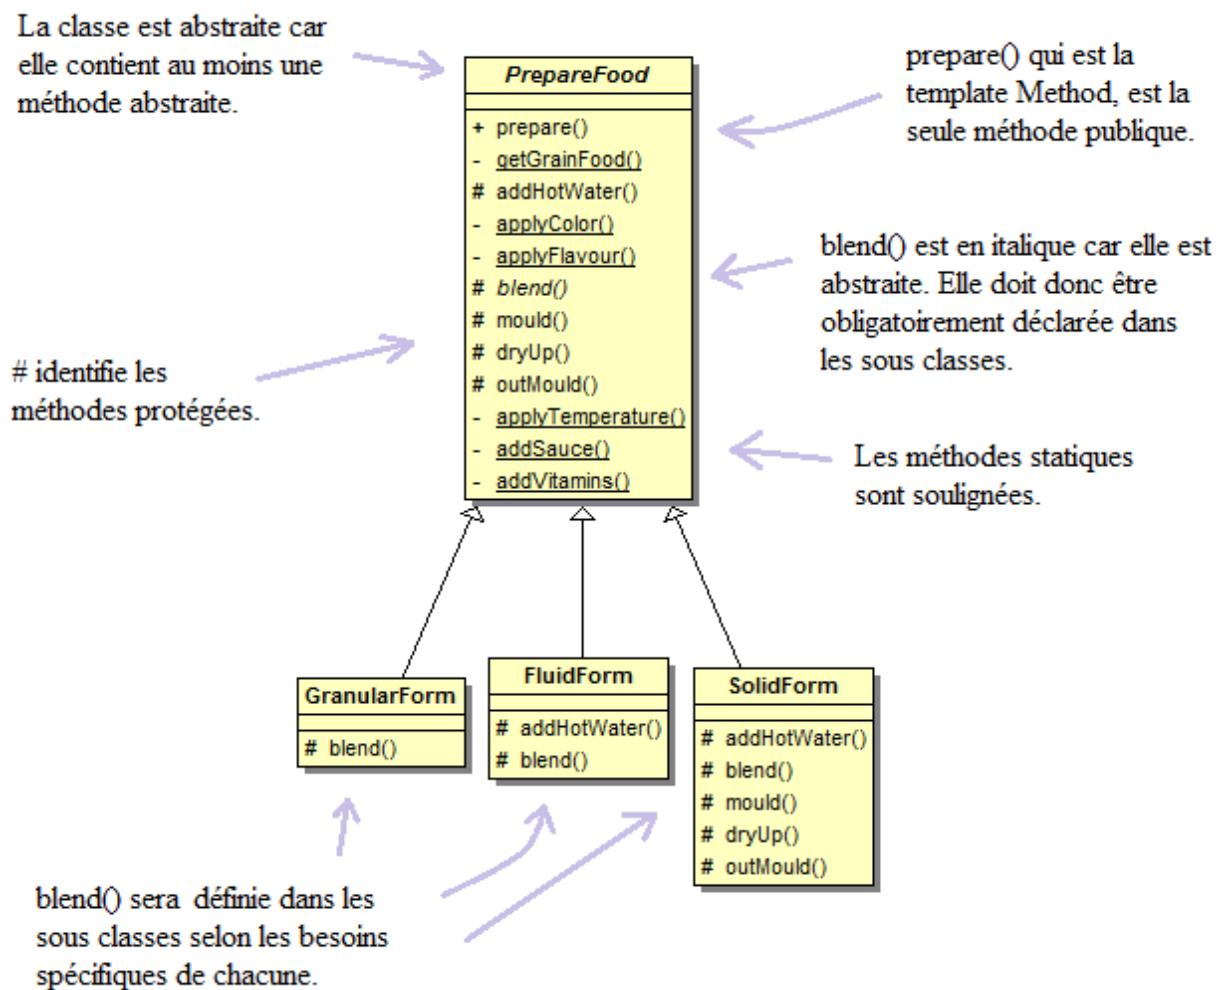 La classe est abstraite car
elle contient au moins une
méthode abstraite.
prepare() qui est la
template Method, est la
seule méthode publique.
PrepareFood
+ prepare()
- getGrainFood()
# addHotWater()
- applyColor()
- applyFlavour()
# blend()
# mould()
# dryUp()
# outMould()
- applyTemperature()
- addSauce()
- addVitamins()
blend() est en italique car elle est
abstraite. Elle doit donc être
obligatoirement déclarée dans
les sous classes.
# identifie les
méthodes protégées.
Les méthodes statiques
sont soulignées.
GranularForm
# blend()
FluidForm
# addHotWater()
# blend()
SolidForm
# addHotWater()
# blend()
# mould()
# dryUp()
# outMould()
blend() sera définie dans les
sous classes selon les besoins
spécifiques de chacune.